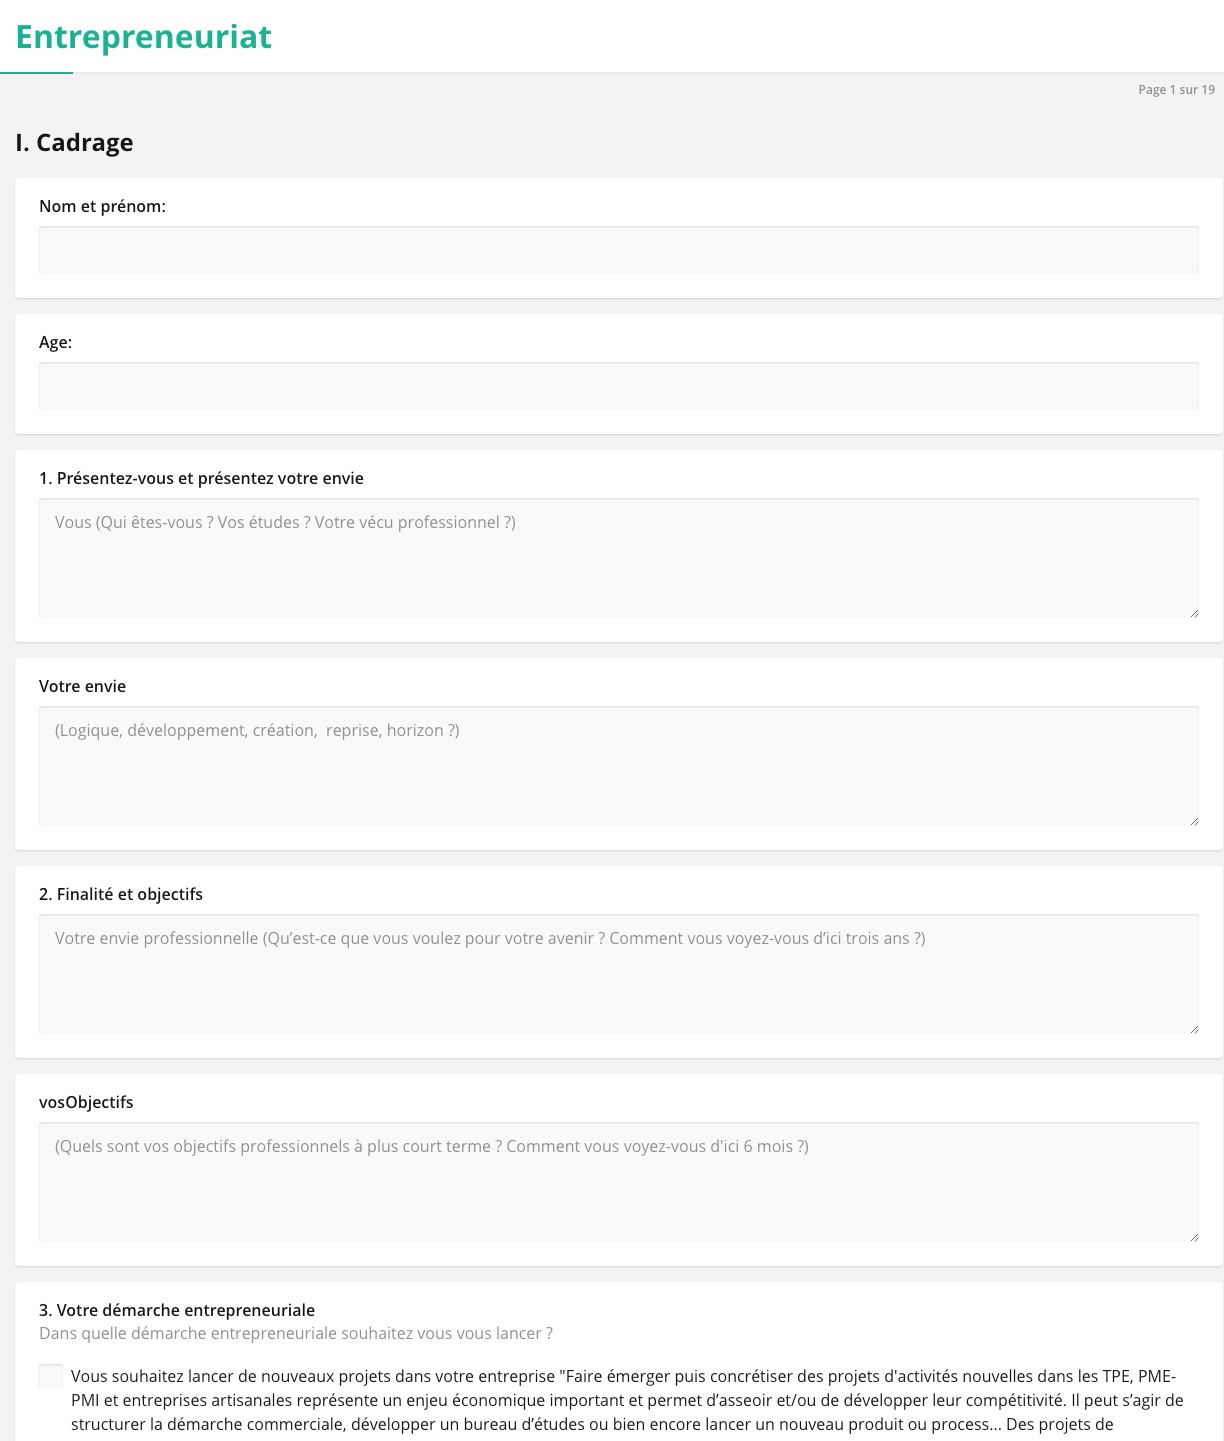 Entrepreneuriat
Page 1 sur 19
I. Cadrage
Nom et prénom:
Age:
1. Présentez-vous et présentez votre envie
Vous (Qui êtes-vous ? Vos études ? Votre vécu professionnel ?)
Votre envie
(Logique, développement, création,  reprise, horizon ?)
2. Finalité et objectifs
Votre envie professionnelle (Qu’est-ce que vous voulez pour votre avenir ? Comment vous voyez-vous d’ici trois ans ?)
vosObjectifs
(Quels sont vos objectifs professionnels à plus court terme ? Comment vous voyez-vous d'ici 6 mois ?)
3. Votre démarche entrepreneuriale
Dans quelle démarche entrepreneuriale souhaitez vous vous lancer ?
Vous souhaitez lancer de nouveaux projets dans votre entreprise "Faire émerger puis concrétiser des projets d'activités nouvelles dans les TPE, PME-
PMI et entreprises artisanales représente un enjeu économique important et permet d’asseoir et/ou de développer leur compétitivité. Il peut s’agir de
structurer la démarche commerciale, développer un bureau d’études ou bien encore lancer un nouveau produit ou process... Des projets de